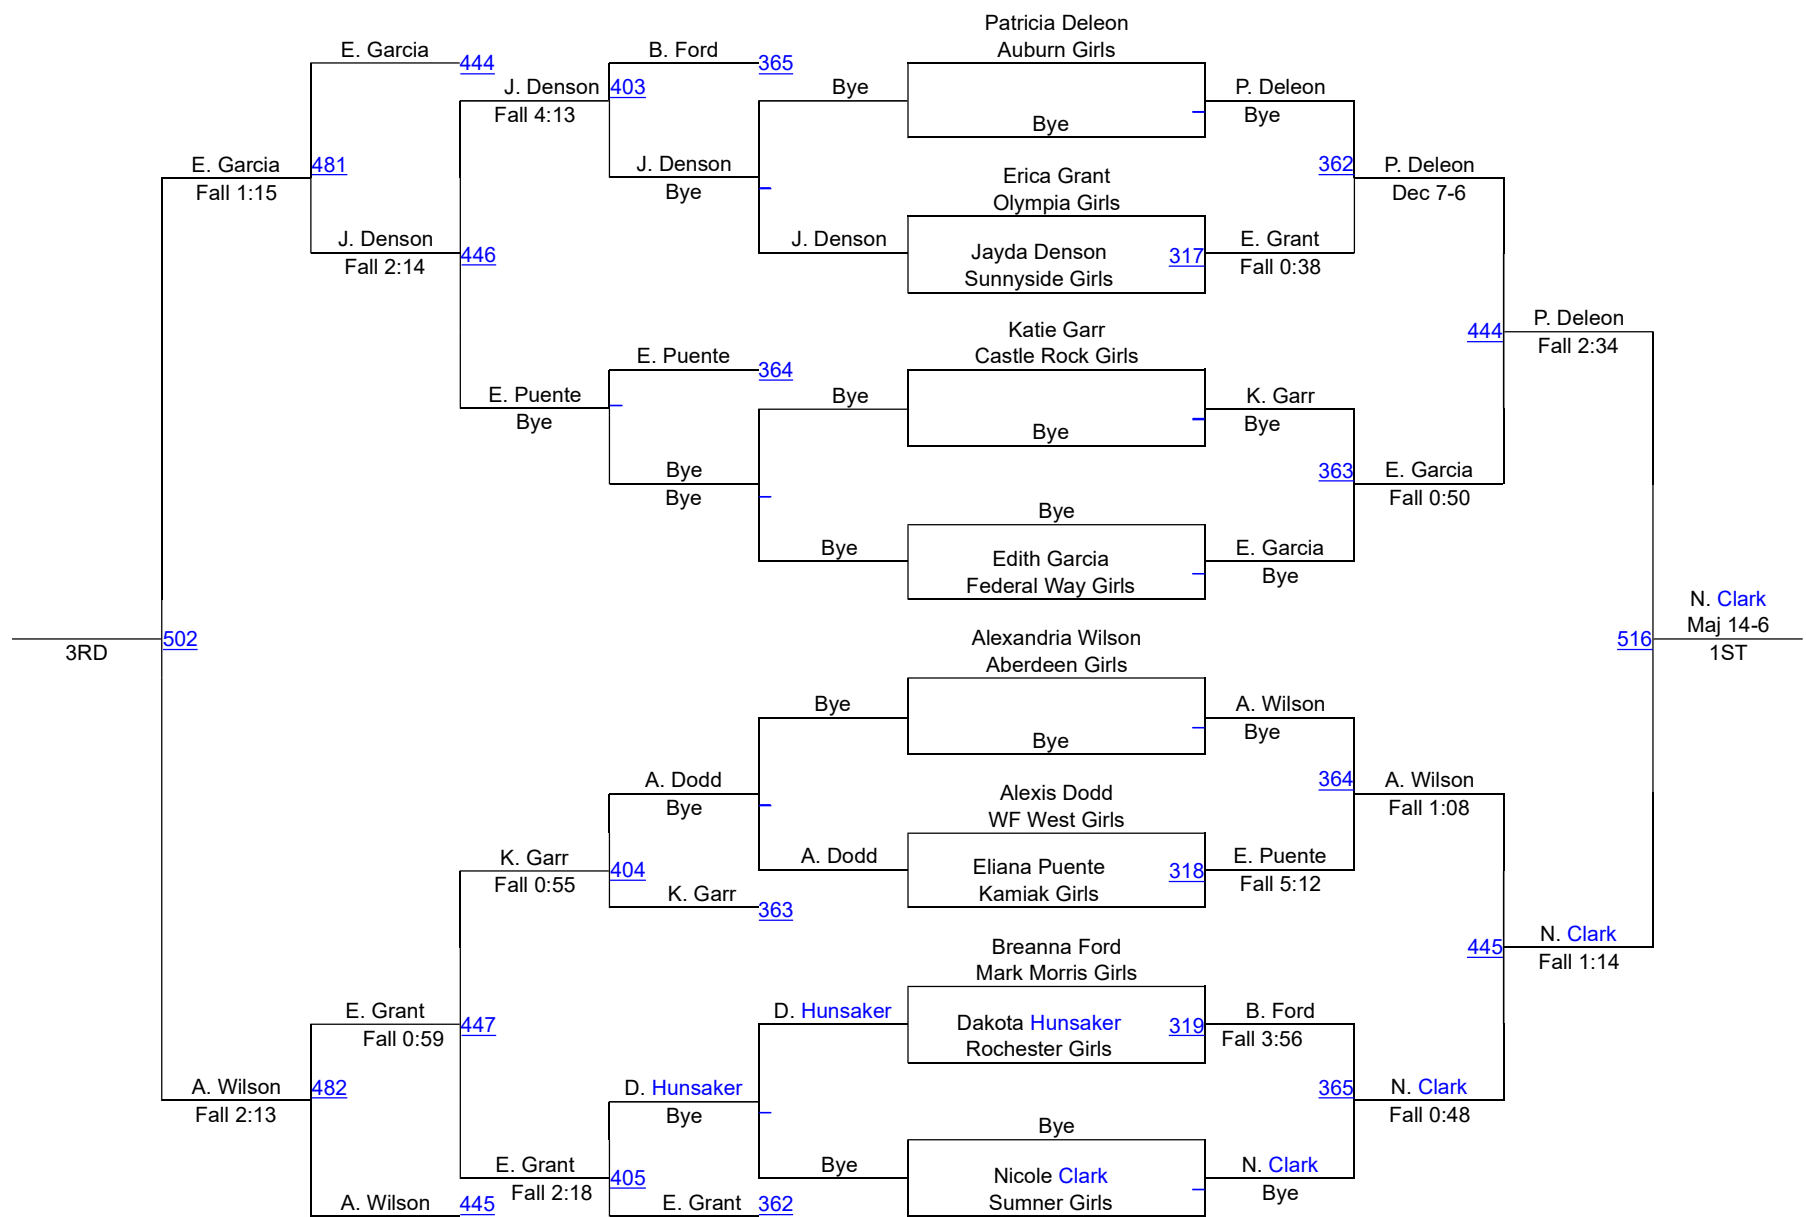 Patricia Deleon
Auburn Girls
E. Garcia
B. Ford
444
365
J. Denson
403
Bye
P. Deleon
Fall 4:13
Bye
Bye
E. Garcia
481
J. Denson
362
P. Deleon
Fall 1:15
Bye
Erica Grant
Dec 7-6
Olympia Girls
J. Denson
446
J. Denson
Jayda Denson
317
E. Grant
Fall 2:14
Sunnyside Girls
Fall 0:38
Katie Garr
444
P. Deleon
E. Puente
Castle Rock Girls
Fall 2:34
364
E. Puente
Bye
K. Garr
Bye
Bye
Bye
Bye
363
E. Garcia
Bye
Fall 0:50
Bye
Bye
Edith Garcia
E. Garcia
Federal Way Girls
Bye
N. Clark
502
Alexandria Wilson
516
Maj 14-6
3RD
Aberdeen Girls
1ST
Bye
A. Wilson
Bye
Bye
A. Dodd
364
A. Wilson
Bye
Alexis Dodd
Fall 1:08
WF West Girls
K. Garr
404
A. Dodd
Eliana Puente
318
E. Puente
Fall 0:55
K. Garr
363
Kamiak Girls
Fall 5:12
Breanna Ford
445
N. Clark
Mark Morris Girls
Fall 1:14
E. Grant
447
D. Hunsaker
Dakota Hunsaker
319
B. Ford
Fall 0:59
Rochester Girls
Fall 3:56
A. Wilson
482
D. Hunsaker
365
N. Clark
Fall 2:13
Bye
Bye
Fall 0:48
E. Grant
405
Bye
Nicole Clark
N. Clark
Fall 2:18
Sumner Girls
Bye
A. Wilson
445
E. Grant
362